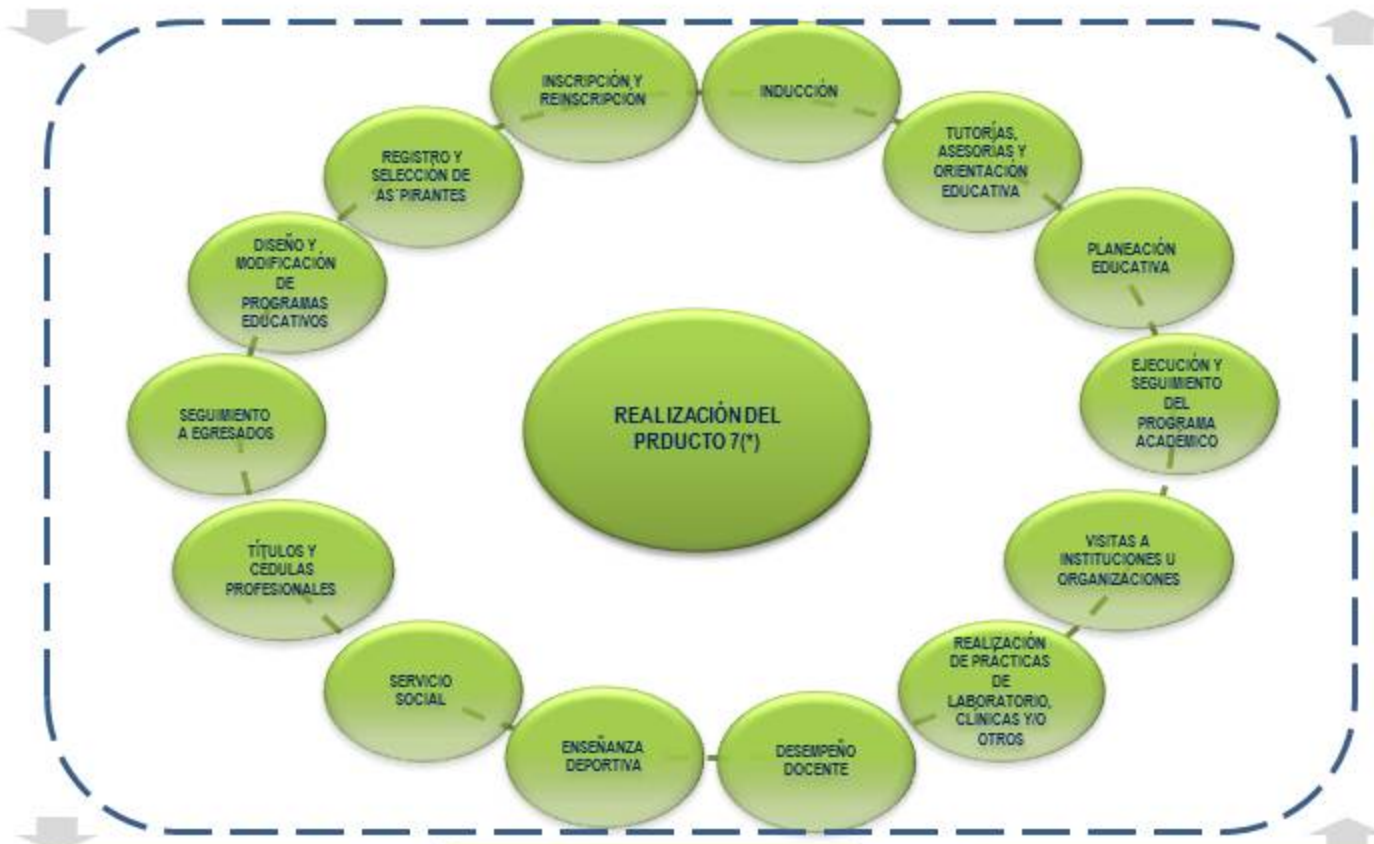 INSCRIPCIÓN Y
REINSCRIPCIÓN
INDUCCIÓN
TUTORÍAS,
ASESORÍAS Y
ORIENTACIÓN
EDUCATIVA
PLANEACIÓN
EDUCATIVA
EJECUCIÓN Y
SEGUIMIENTO
DEL
PROGRAMA
ACADÉMICO
VISITAS A
INSTITUCIONES U
ORGANIZACIONES
REALIZACIÓN
DE PRÁCTICAS
DE
LABORATORIO,
CLÍNICAS Y/O
OTROS
DESEMPEÑO
DOCENTE
ENSEÑANZA
DEPORTIVA
SERVICIO
SOCIAL
TÍTULOS Y
CEDULAS
PROFESIONALES
SEGUIMIENTO
A EGRESADOS
DISEÑO Y
MODIFICACIÓN
DE
PROGRAMAS
EDUCATIVOS
REGISTRO Y
SELECCIÓN DE
´AS´PIRANTES
REALIZACIÓN DEL
PRDUCTO 7(*)